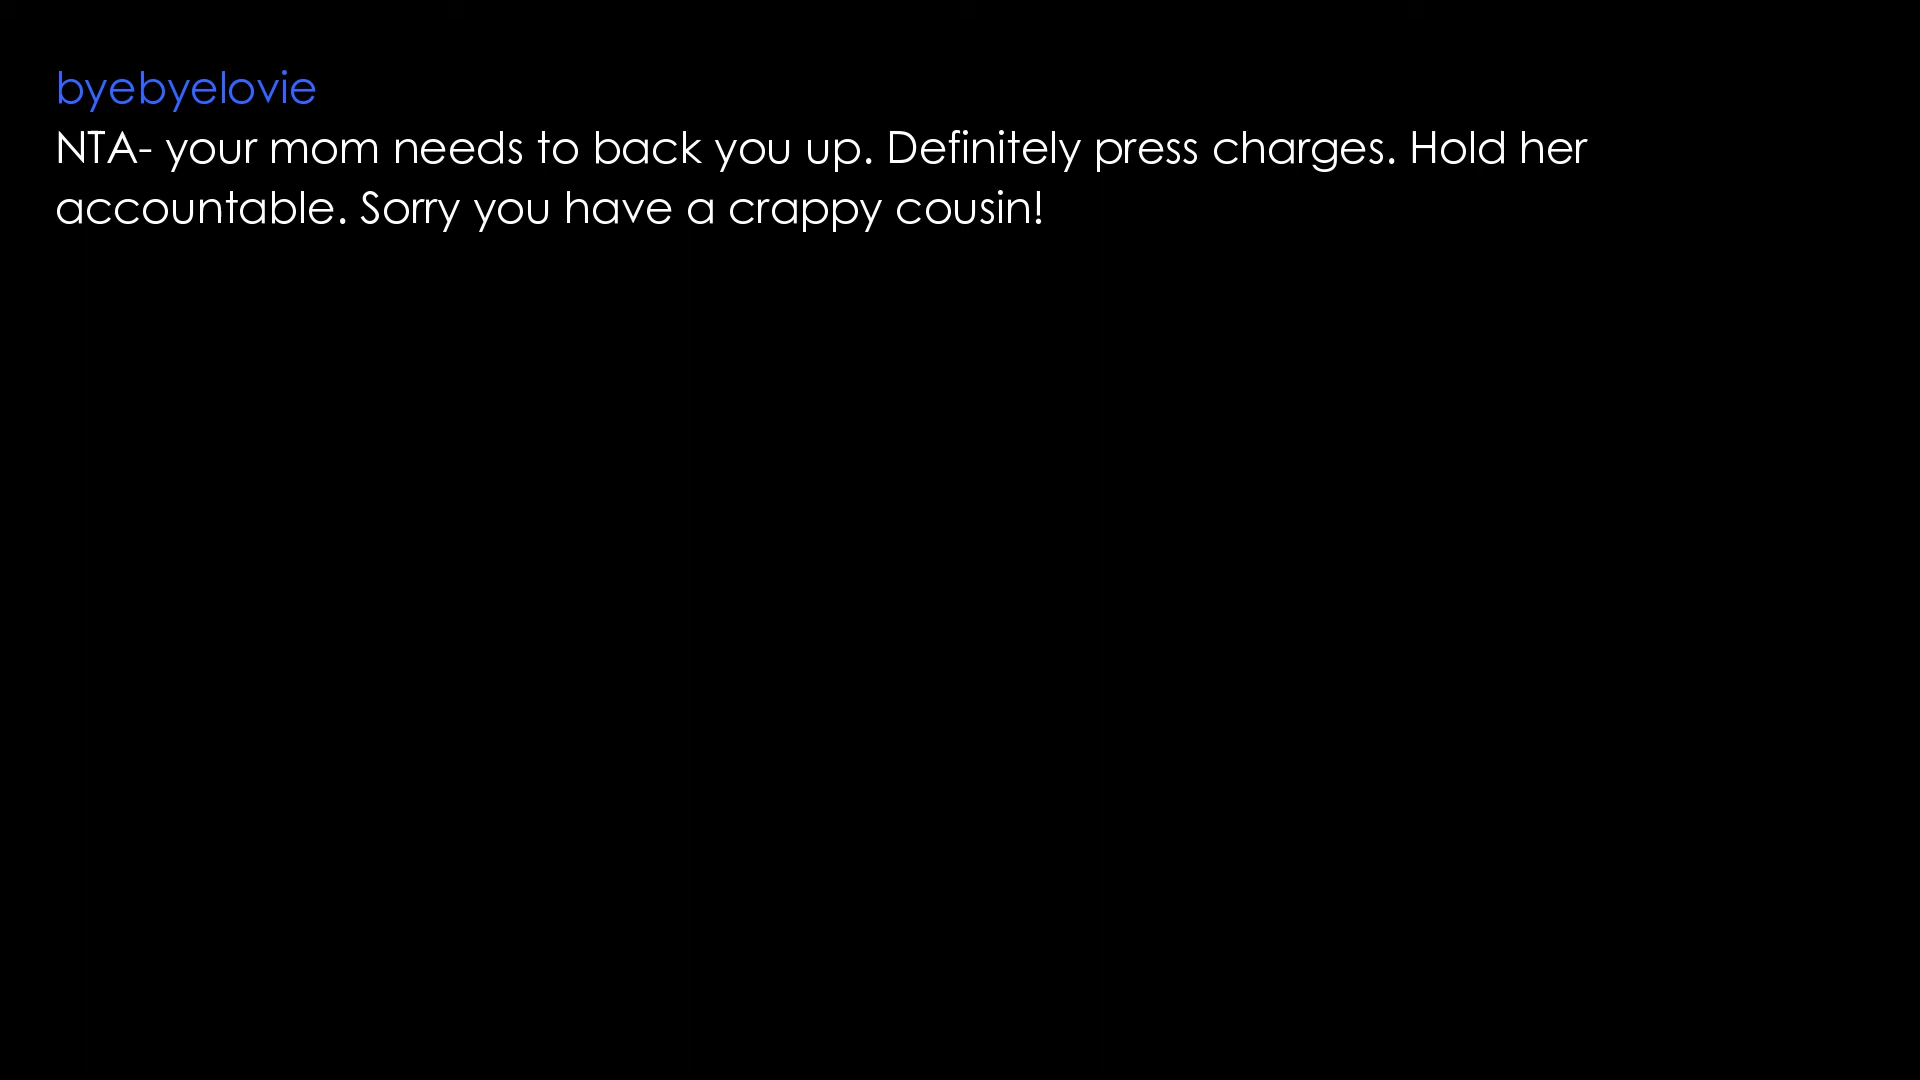 byebyelovie
NTA- your mom needs to back you up. Definitely press charges. Hold her
accountable. Sorry you have a crappy cousin!